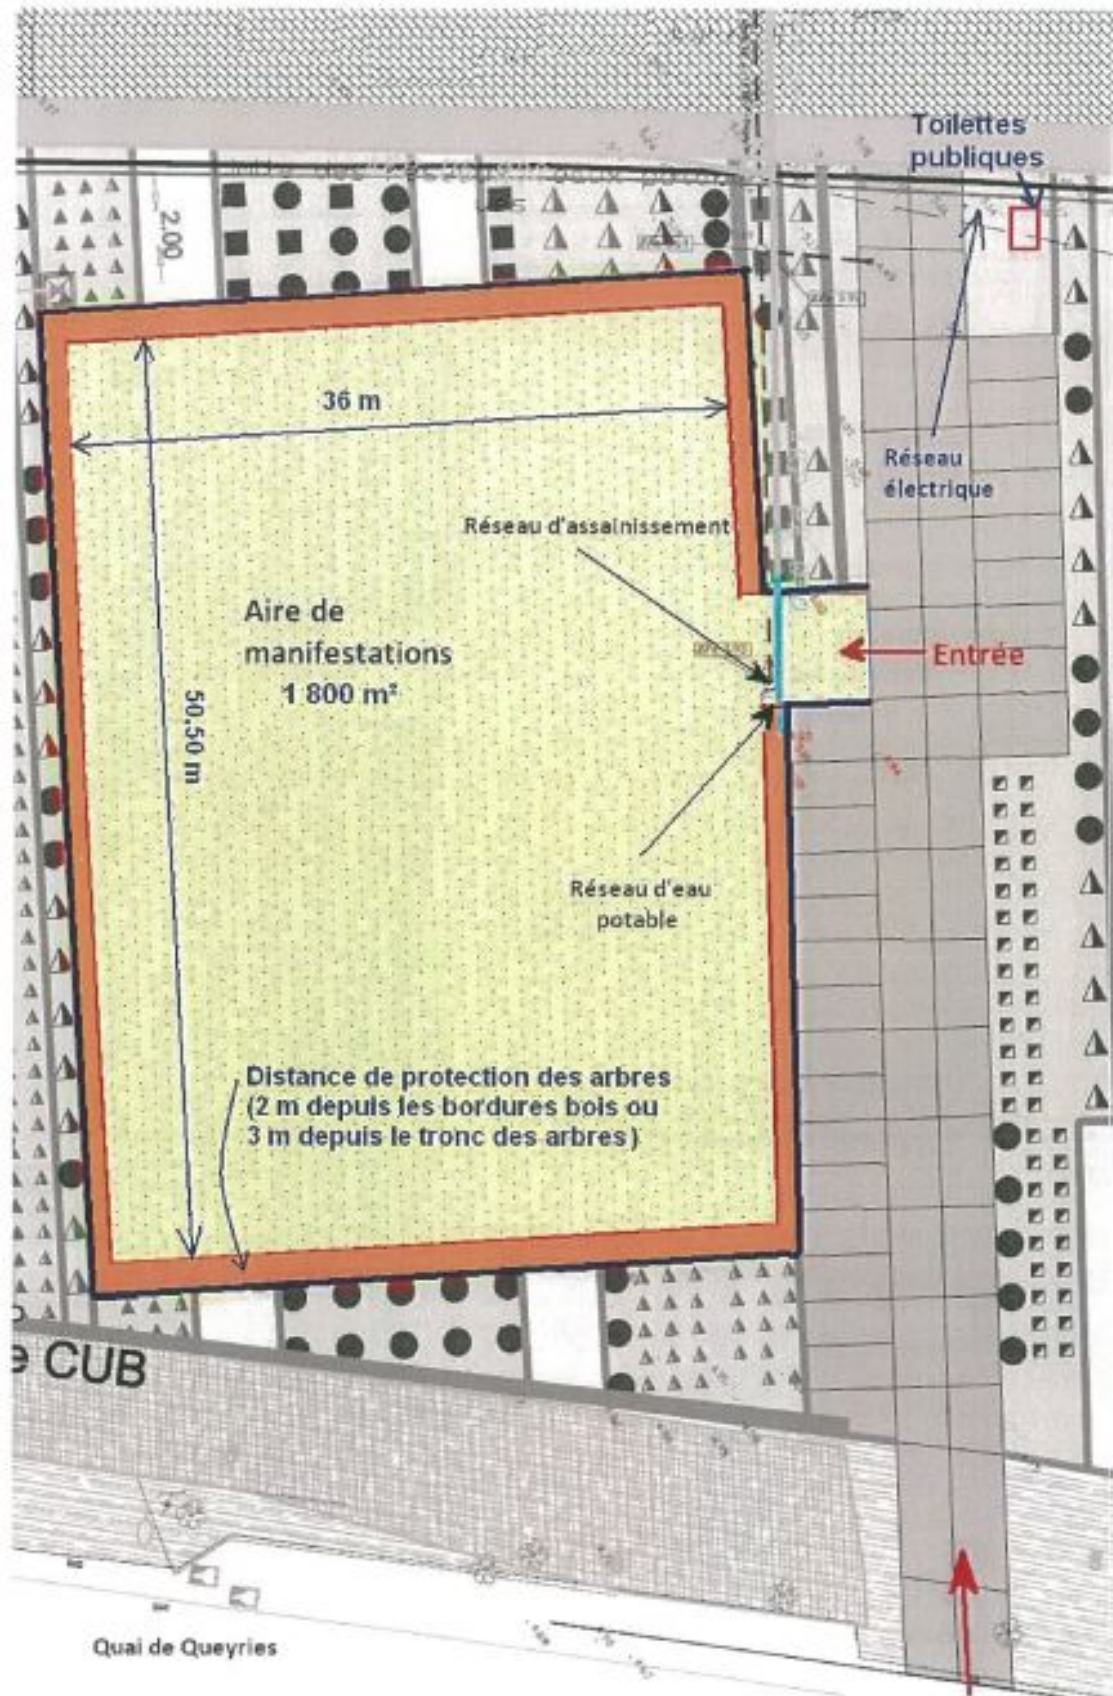 Toilettes
publiques
2.00
36 m
Réseau
électrique
Réseau d'assainissement
Aire de
manifestations
1 800 m²
Entrée
50,50 m
Réseau d'eau
potable
Distance de protection des arbres
(2 m depuis les bordures bois ou
3 m depuis le tronc des arbres)
e CUB
Quai de Queyries